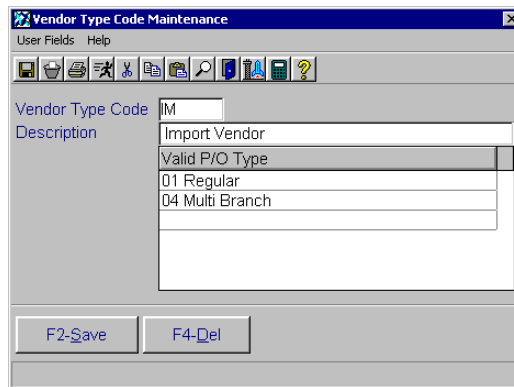 Vendor Type Code Maintenance
User Fields Help
Vendor Type Code IM
Description Import Vendor
Valid P/O Type
01 Regular
04 Multi Branch
F2-Save F4-Del